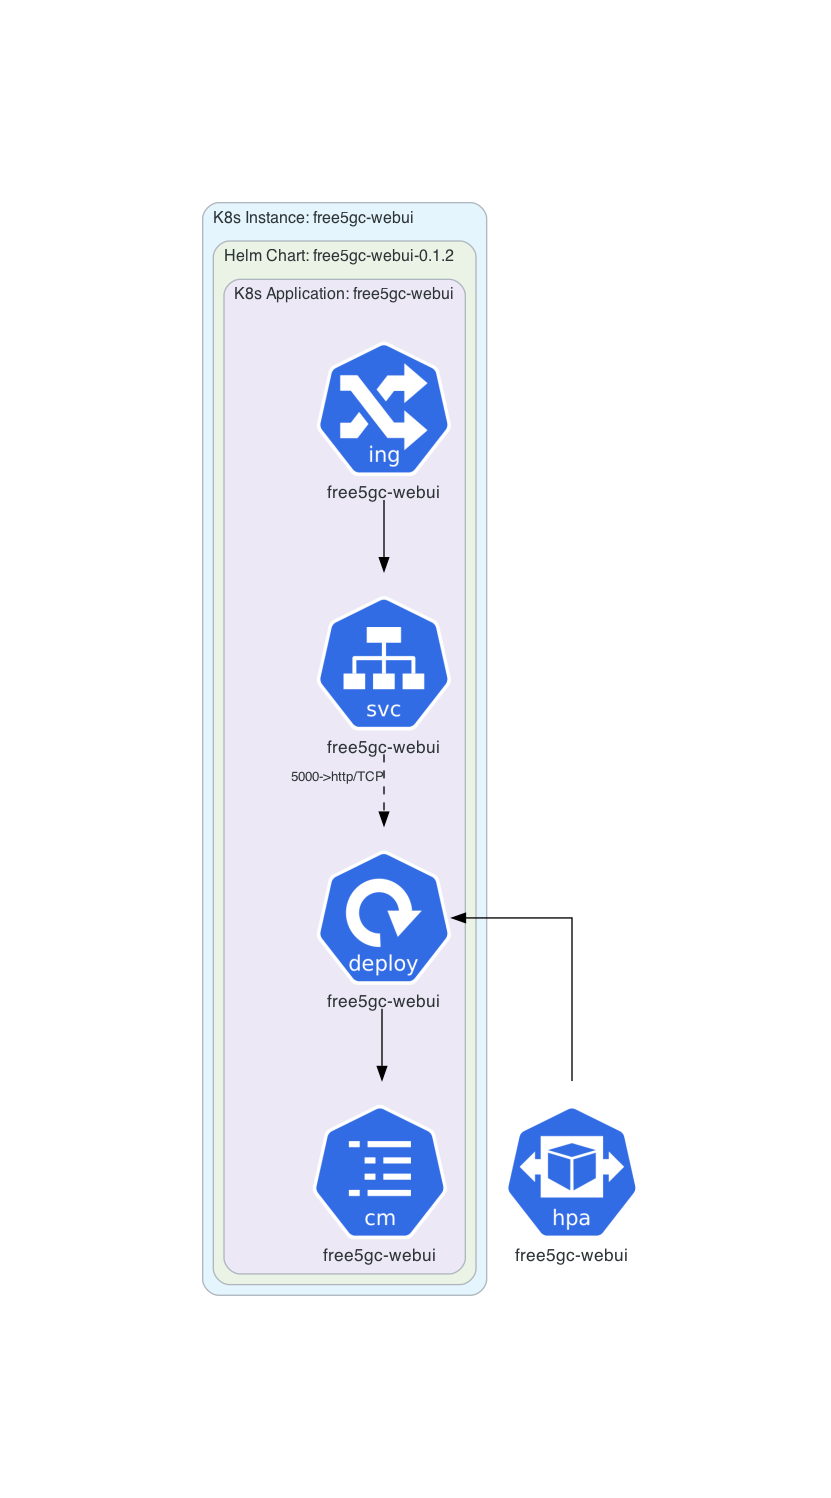 K8s Instance: free5gc-webui
Helm Chart: free5gc-webui-0.1.2
K8s Application: free5gc-webui
ing
free5gc-webui
svc
free5gc-webui
5000->http/TCP
deploy
free5gc-webui
cm
free5gc-webui
hpa
free5gc-webui